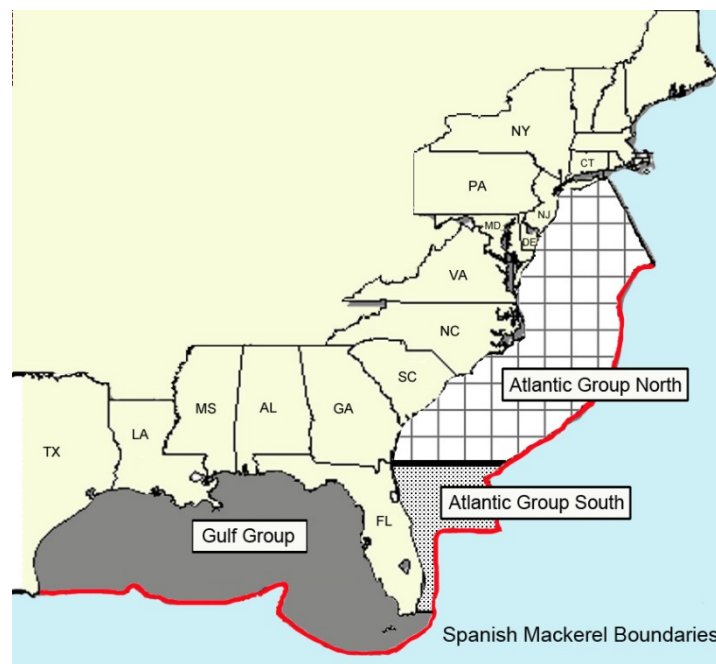 NY
CT
PA
NJ
MD
DE
VA
NC
Atlantic Group North
SC
MS
AL
GA
LA
TX
Atlantic Group South
FL
Gulf Group
Spanish Mackerel Boundaries